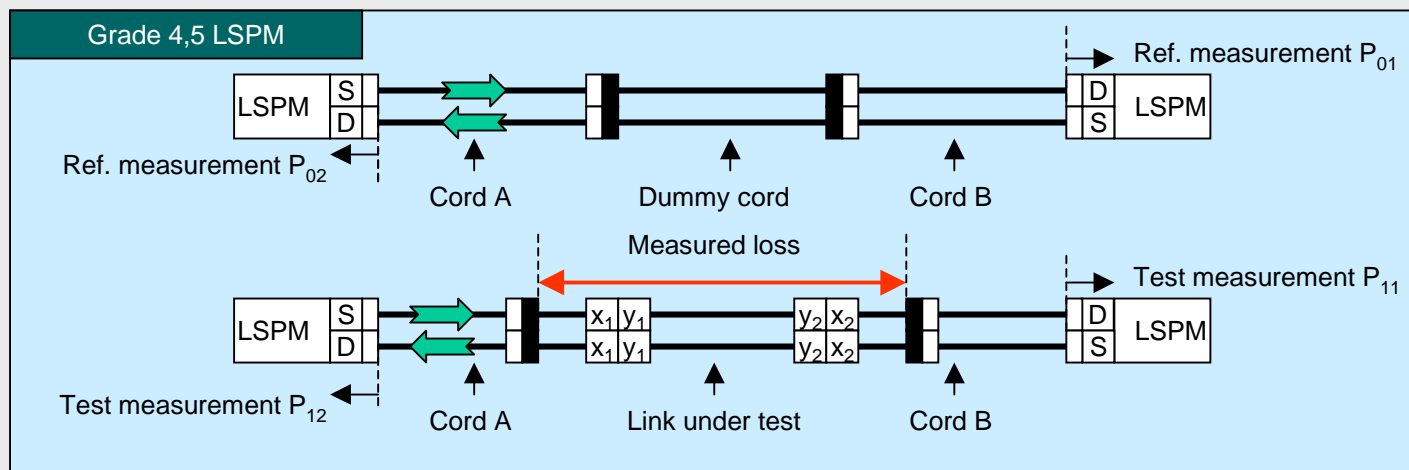 Grade 4,5 LSPM
Ref. measurement P₀₁
LSPM S D
D S LSPM
Ref. measurement P₀₂
Cord A Dummy cord Cord B
Measured loss
Test measurement P₁₁
LSPM S x₁ y₁ y₂ x₂ D LSPM
D x₁ y₁ y₂ x₂ S
Test measurement P₁₂
Cord A Link under test Cord B